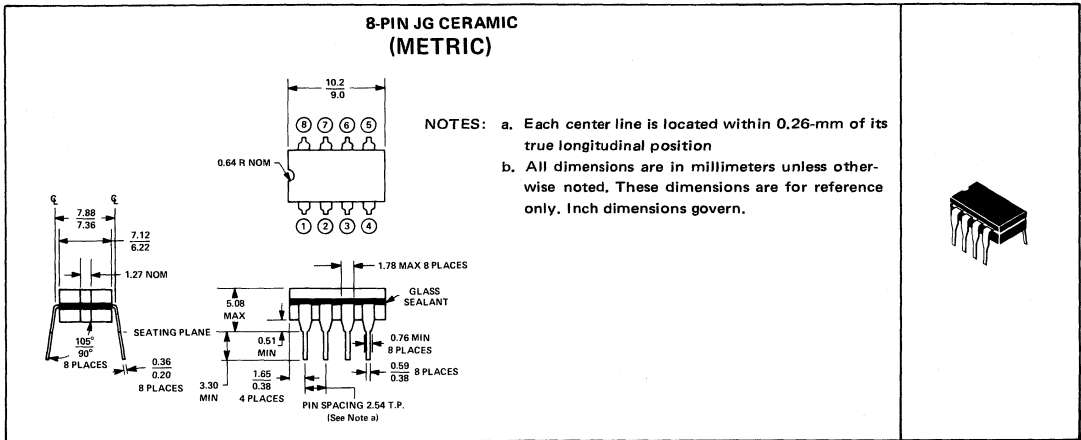 8-PIN JG CERAMIC
(METRIC)
10.2
9.0
8 7 6 5
0.64 R NOM
1 2 3 4
NOTES: a. Each center line is located within 0.26-mm of its
true longitudinal position
b. All dimensions are in millimeters unless other-
wise noted. These dimensions are for reference
only. Inch dimensions govern.
℄ ℄
7.88
7.36
7.12
6.22
1.27 NOM
105°
90°
8 PLACES
0.36
0.20
8 PLACES
SEATING PLANE
5.08
MAX
3.30
MIN
0.51
MIN
1.78 MAX 8 PLACES
GLASS
SEALANT
0.76 MIN
8 PLACES
0.59
0.38
8 PLACES
1.65
0.38
4 PLACES
PIN SPACING 2.54 T.P.
(See Note a)